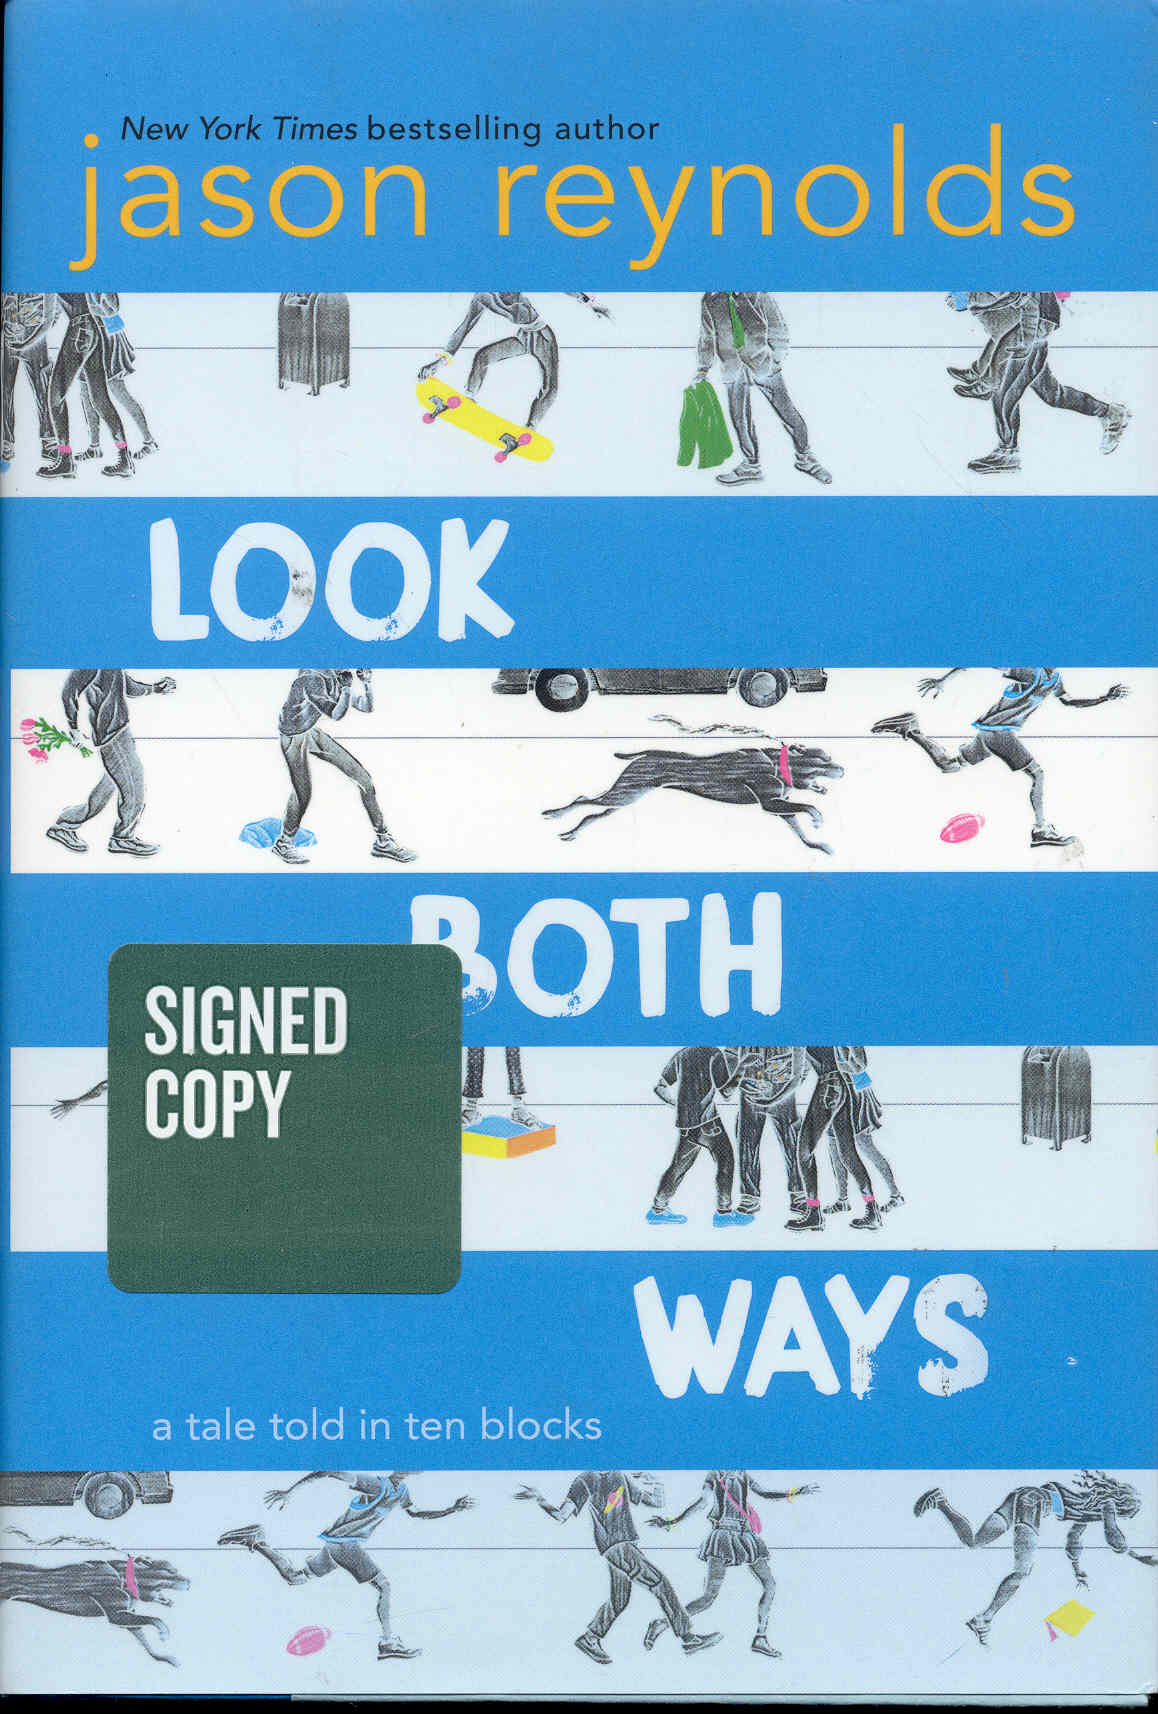 New York Times bestselling author
jason reynolds
LOOK
BOTH
SIGNED
COPY
WAYS
a tale told in ten blocks